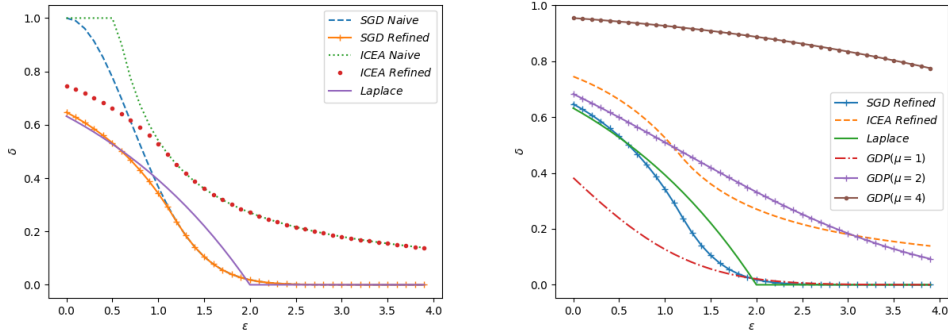 SGD Naive
SGD Refined
ICEA Naive
ICEA Refined
Laplace
1.0
0.8
0.6
0.4
0.2
0.0
δ
0.0 0.5 1.0 1.5 2.0 2.5 3.0 3.5 4.0
ε
1.0
0.8
0.6
0.4
0.2
0.0
δ
SGD Refined
ICEA Refined
Laplace
GDP(μ = 1)
GDP(μ = 2)
GDP(μ = 4)
0.0 0.5 1.0 1.5 2.0 2.5 3.0 3.5 4.0
ε